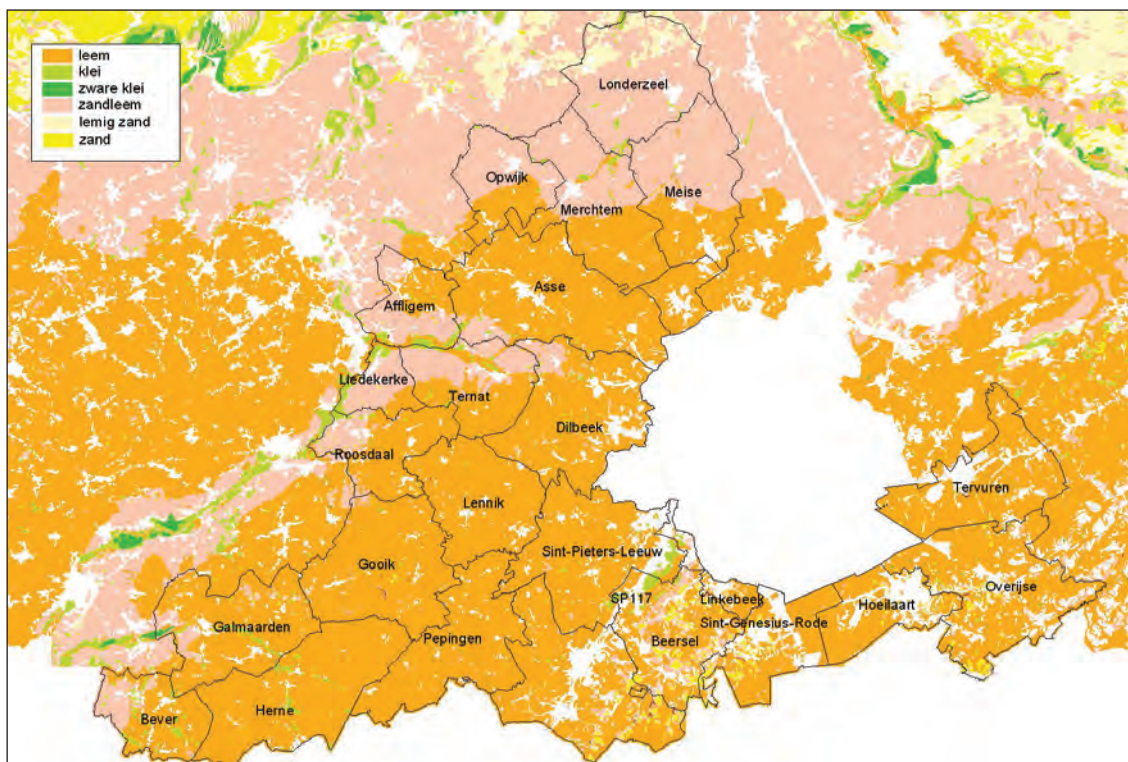 leem
klei
zware klei
zandleem
lemig zand
zand
Londerzeel
Opwijk
Meise
Merchtem
Asse
Affligem
Liedekerke
Ternat
Dilbeek
Roosdaal
Tervuren
Lennik
Sint-Pieters-Leeuw
Gooik
Overijse
SP117
Linkebeek
Hoeilaart
Sint-Genesius-Rode
Galmaarden
Pepingen
Beersel
Herne
Bever